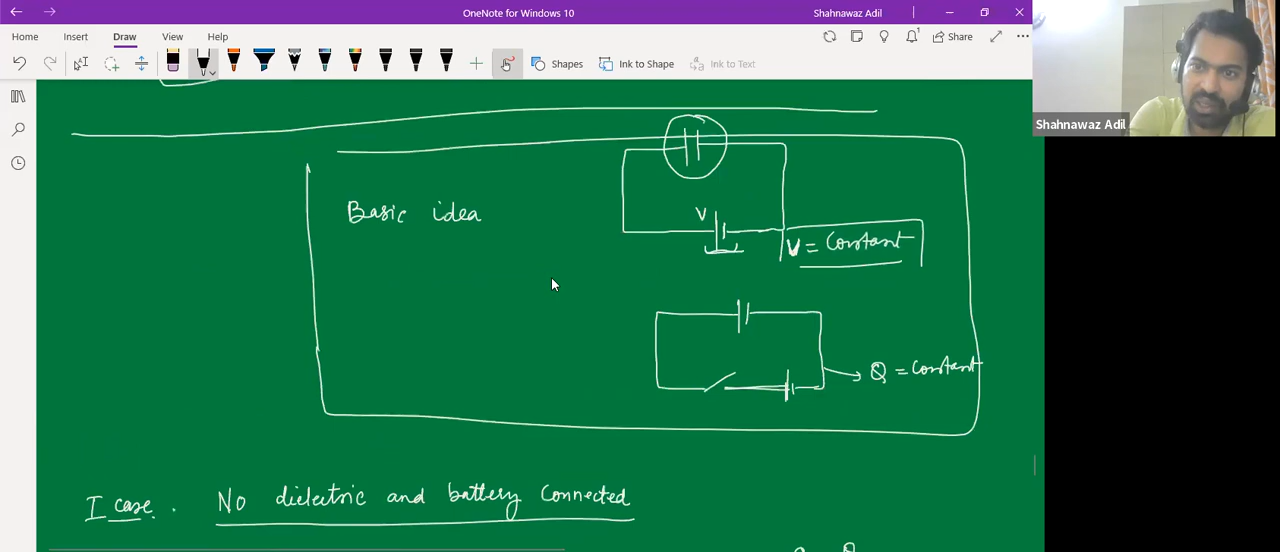 OneNote for Windows 10
Shahnawaz Adil
Home Insert Draw View Help
Share
Shapes
Ink to Shape
Ink to Text
Shahnawaz Adil
Basic idea
V
V = Constant
Q = Constant
I case. No dielectric and battery connected